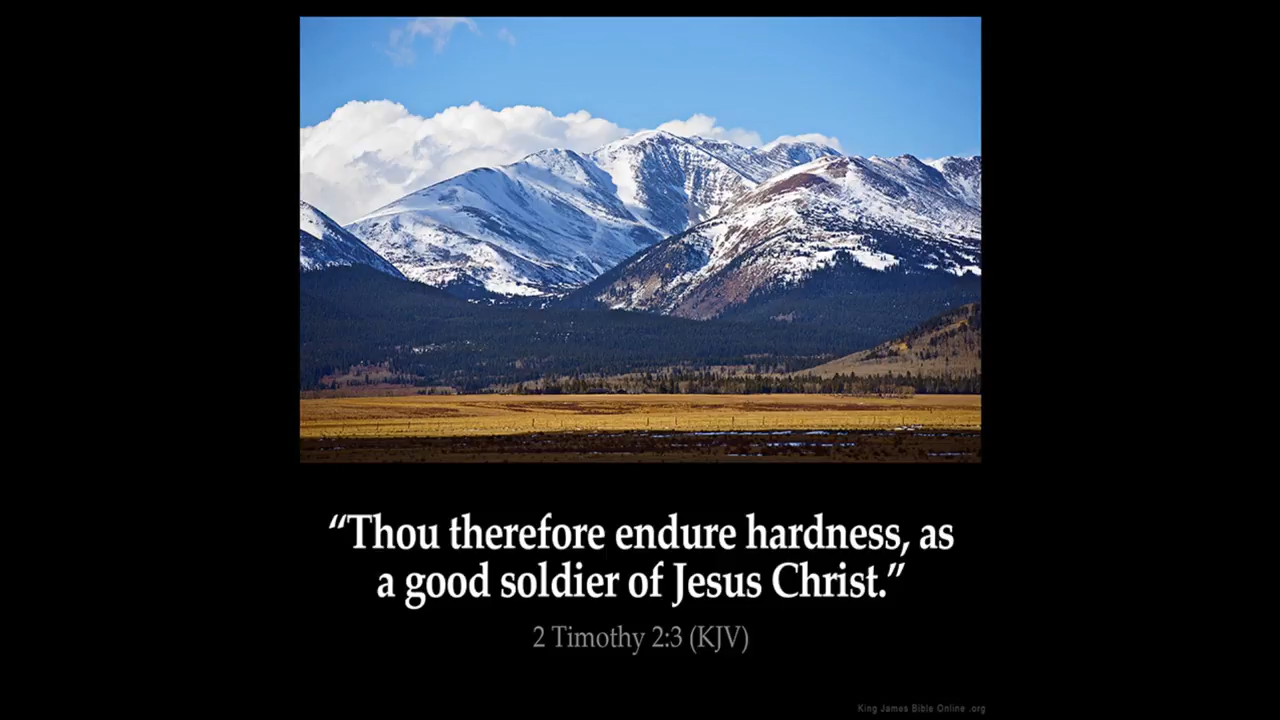 “Thou therefore endure hardness, as
a good soldier of Jesus Christ.”
2 Timothy 2:3 (KJV)
King James Bible Online .org